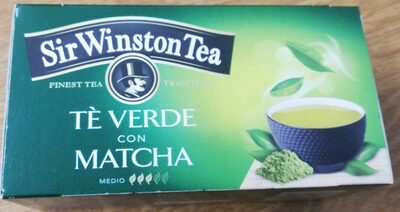 Sir Winston Tea
FINEST TEA TRADITION
TÈ VERDE
CON
MATCHA
MEDIO